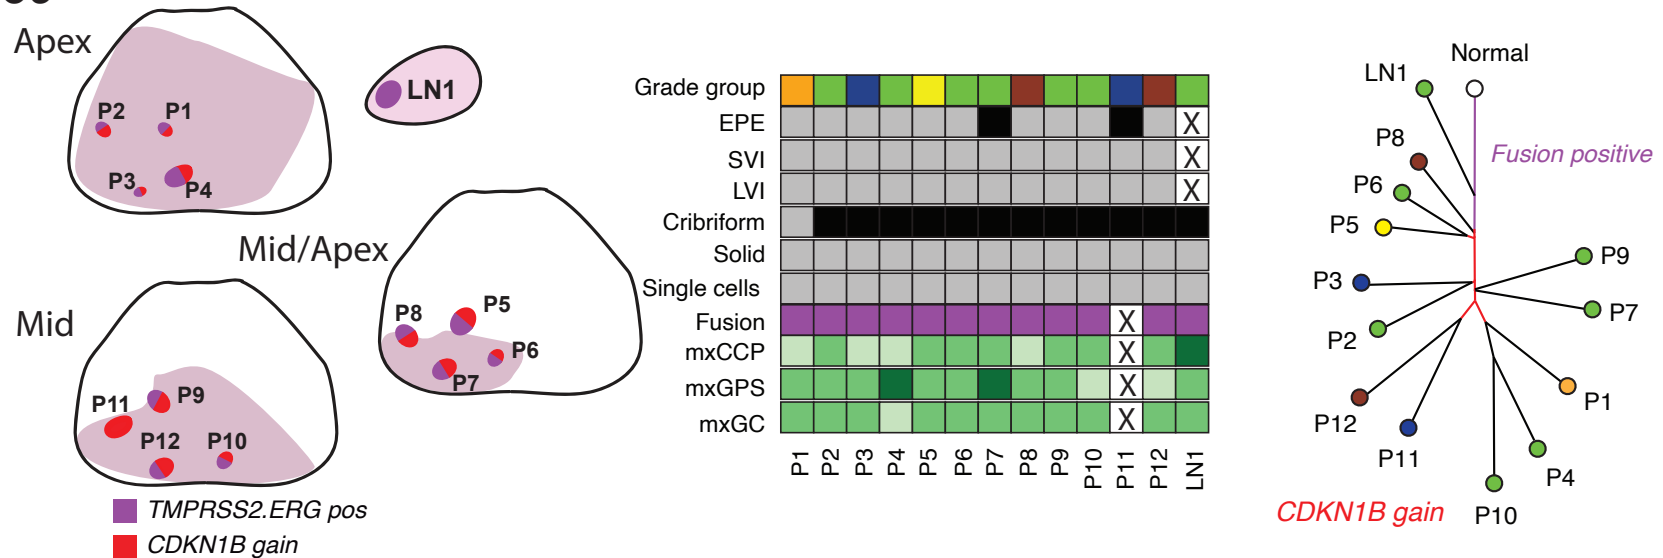 Apex
P2
P1
P3
P4
LN1
Mid/Apex
P8
P5
P6
P7
Mid
P11
P9
P12
P10
TMPRSS2.ERG pos
CDKN1B gain
Grade group
EPE X
SVI X
LVI X
Cribriform
Solid
Single cells
Fusion X
mxCCP X
mxGPS X
mxGC X
P1 P2 P3 P4 P5 P6 P7 P8 P9 P10 P11 P12 LN1
Normal
LN1
P8
Fusion positive
P6
P5
P9
P3
P7
P2
P1
P12
P11
P4
CDKN1B gain
P10